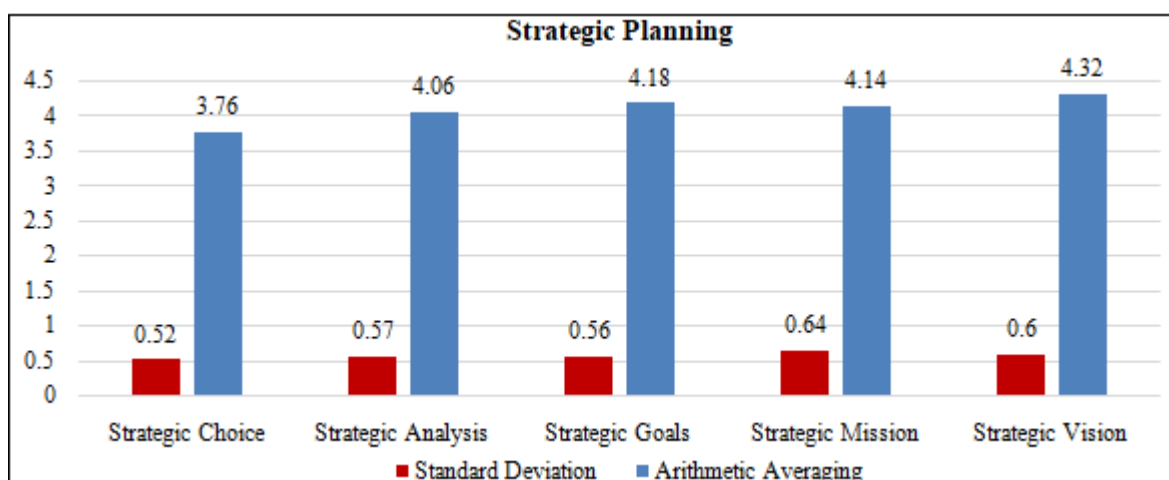 Strategic Planning
4.5
4
3.5
3
2.5
2
1.5
1
0.5
0
0.52
3.76
0.57
4.06
0.56
4.18
0.64
4.14
0.6
4.32
Strategic Choice
Strategic Analysis
Strategic Goals
Strategic Mission
Strategic Vision
Standard Deviation
Arithmetic Averaging